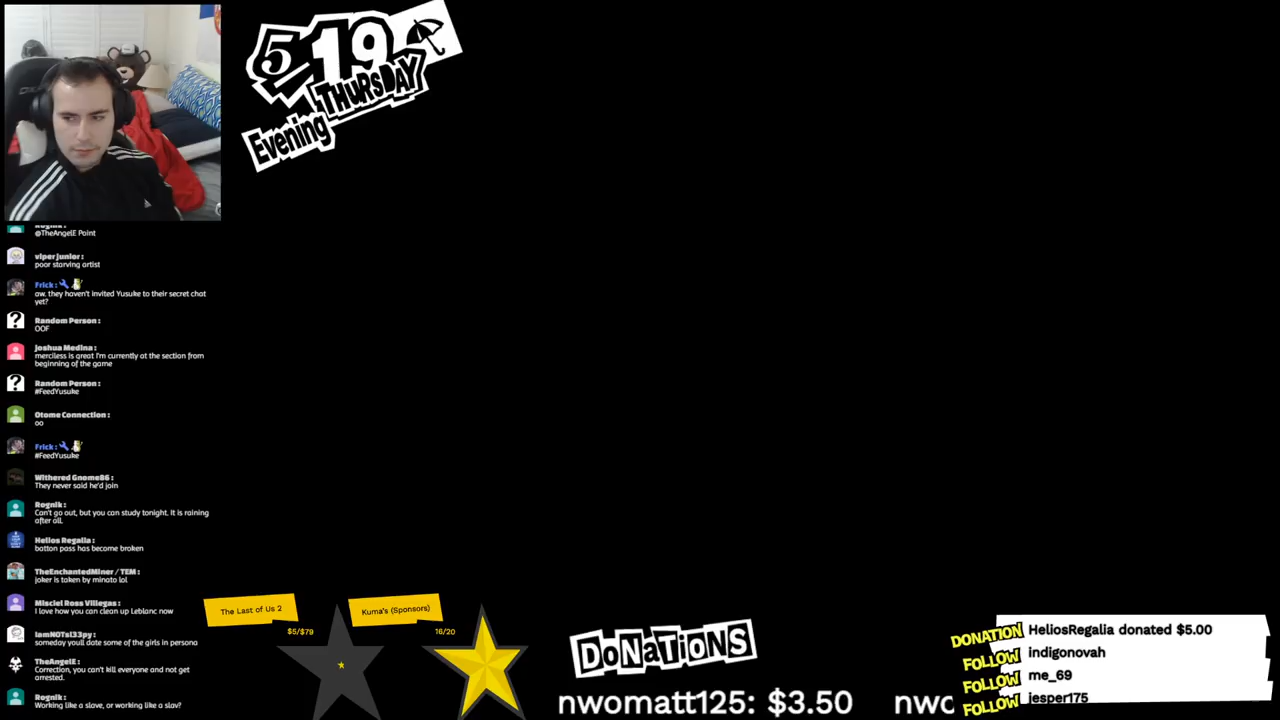 5/19
THURSDAY
Evening
Rognik :
@TheAngelE Point
viper junior :
poor starving artist
Frick :
aw, they haven't invited Yusuke to their secret chat
yet?
Random Person :
OOF
Joshua Medina :
merciless is great I'm currently at the section from
beginning of the game
Random Person :
#FeedYusuke
Otome Connection :
oo
Frick :
#FeedYusuke
Withered Gnome86 :
They never said he'd join
Rognik :
Can't go out, but you can study tonight. It is raining
after all.
Helios Regalia :
batton pass has become broken
TheEnchantedMiner / TEM :
joker is taken by minato lol
Misciel Ross Villegas :
I love how you can clean up Leblanc now
IamNOTsl33py :
someday youll date some of the girls in persona
TheAngelE :
Correction, you can't kill everyone and not get
arrested.
Rognik :
Working like a slave, or working like a slav?
The Last of Us 2
$5/$79
Kuma's (Sponsors)
16/20
DoNaTioNS
nwomatt125: $3.50 nwo
DONATION HeliosRegalia donated $5.00
FOLLOW indigonovah
FOLLOW me_69
FOLLOW jesper175